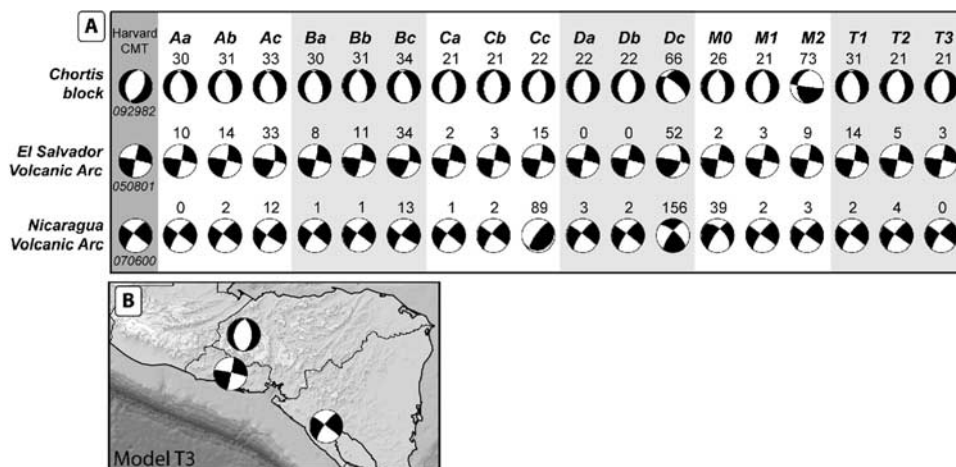 A
Harvard Aa Ab Ac Ba Bb Bc Ca Cb Cc Da Db Dc M0 M1 M2 T1 T2 T3
CMT 30 31 33 30 31 34 21 21 22 22 22 66 26 21 73 31 21 21
Chortis
block
092982
10 14 33 8 11 34 2 3 15 0 0 52 2 3 9 14 5 3
El Salvador
Volcanic Arc
050801
0 2 12 1 1 13 1 2 89 3 2 156 39 2 3 2 4 0
Nicaragua
Volcanic Arc
070600
B
Model T3